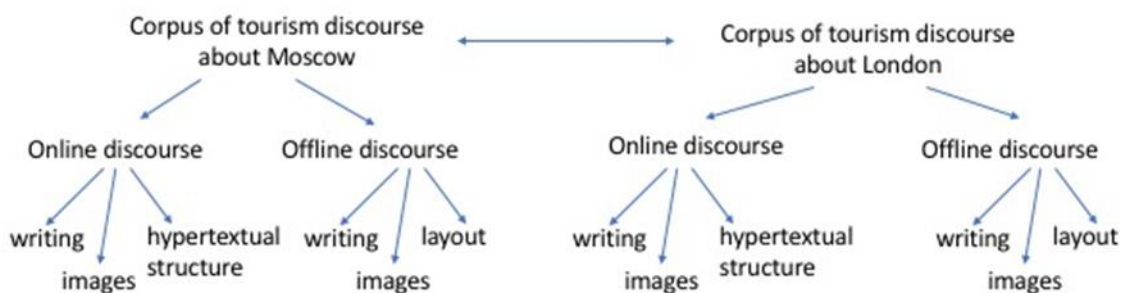 Corpus of tourism discourse
about Moscow
Corpus of tourism discourse
about London
Online discourse
Offline discourse
Online discourse
Offline discourse
writing
images
hypertextual
structure
writing
images
layout
writing
images
hypertextual
structure
writing
images
layout